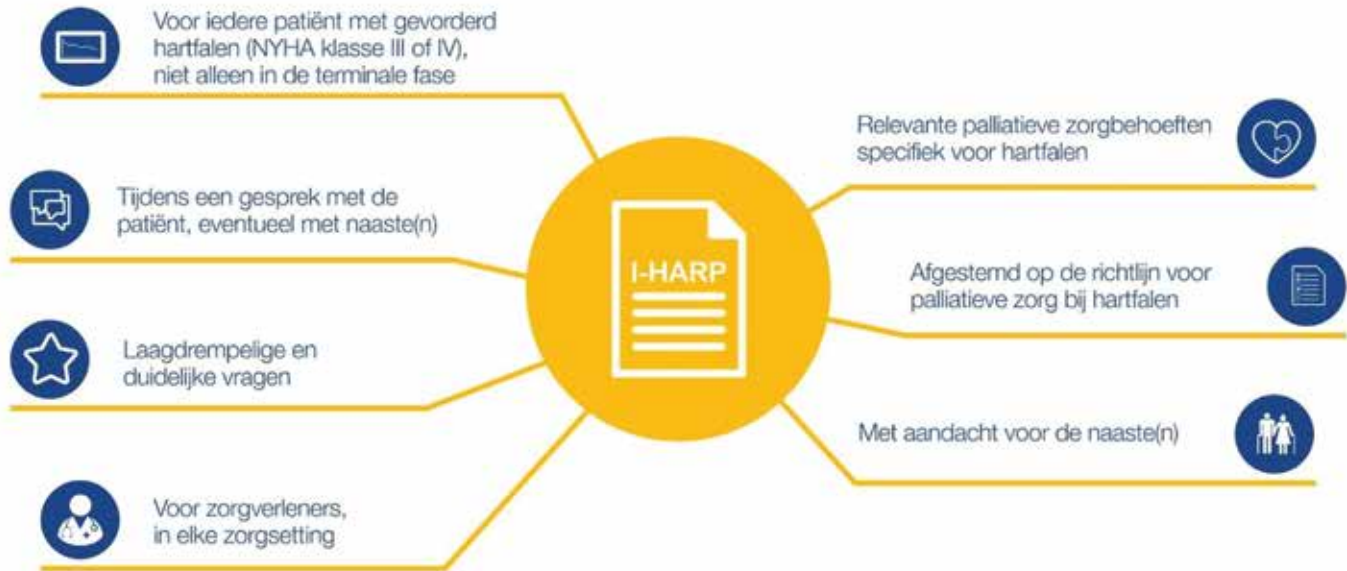 Voor iedere patiënt met gevorderd
hartfalen (NYHA klasse III of IV),
niet alleen in de terminale fase
Tijdens een gesprek met de
patiënt, eventueel met naaste(n)
Laagdrempelige en
duidelijke vragen
Voor zorgverleners,
in elke zorgsetting
I-HARP
Relevante palliatieve zorgbehoeften
specifiek voor hartfalen
Afgestemd op de richtlijn voor
palliatieve zorg bij hartfalen
Met aandacht voor de naaste(n)